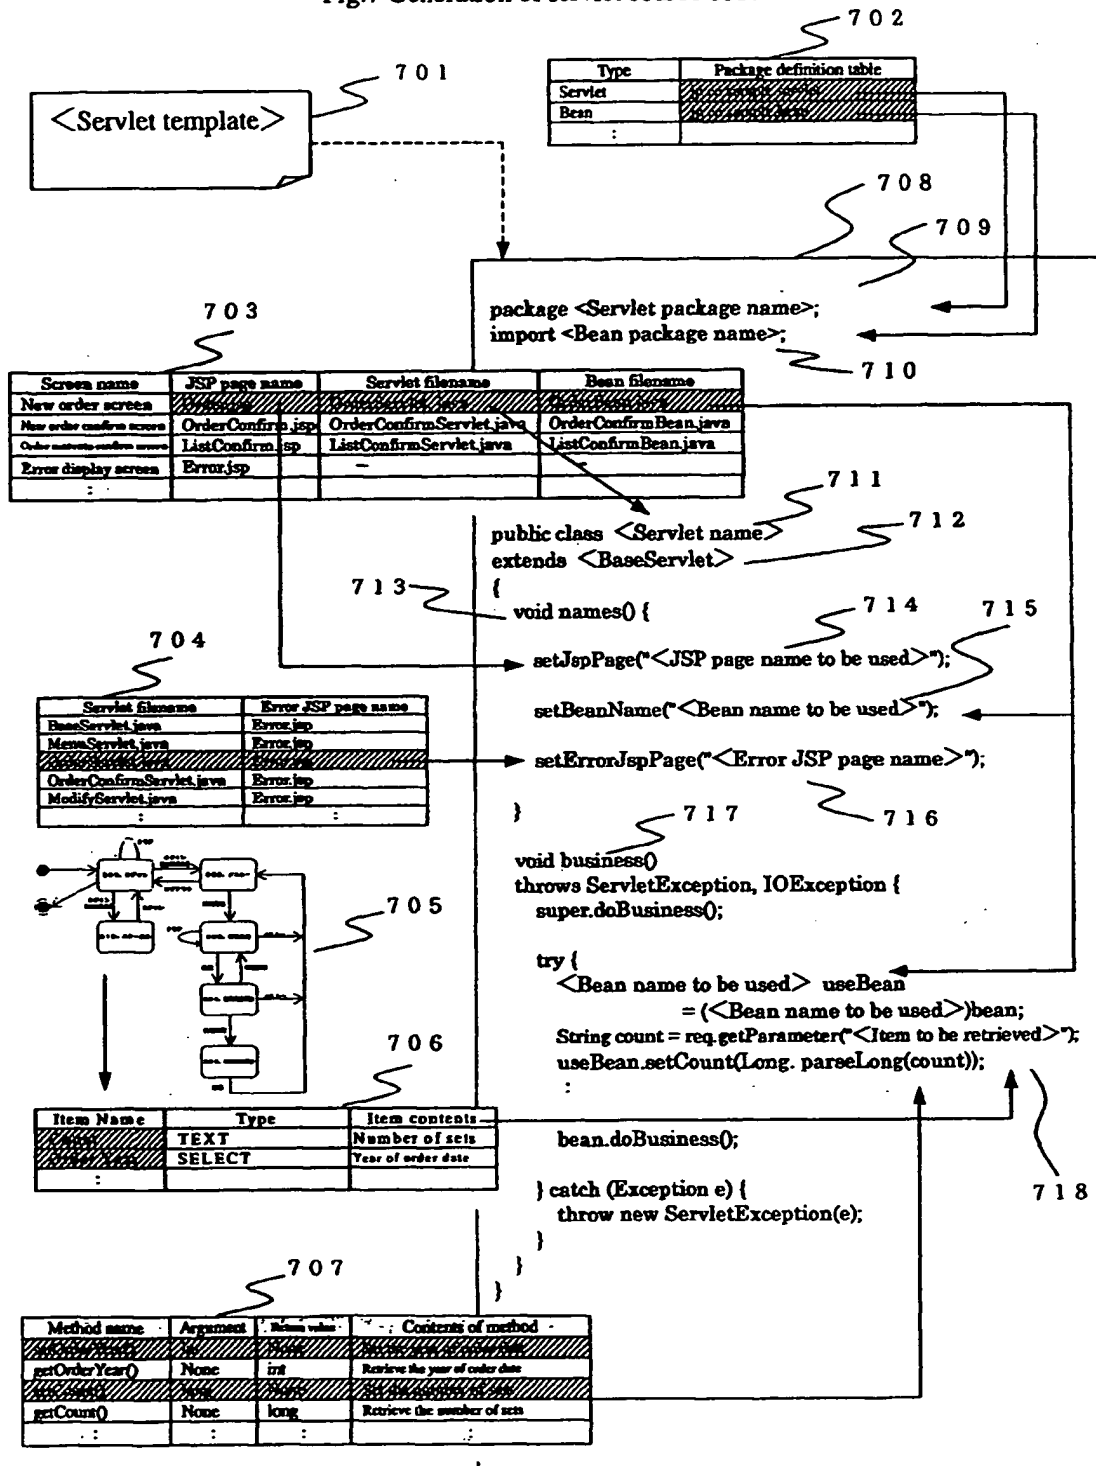 702
701
Type Package definition table
Servlet
Bean
:
<Servlet template>
708
709
package <Servlet package name>;
import <Bean package name>;
710
703
Screen name JSP page name Servlet filename Bean filename
New order screen
New order confirm screen OrderConfirm.jsp OrderConfirmServlet.java OrderConfirmBean.java
ListConfirm.jsp ListConfirmServlet.java ListConfirmBean.java
Error display screen Error.jsp – –
:
711
public class <Servlet name>
712
extends <BaseServlet>
713
{
void names() {
714
715
704
setJspPage("<JSP page name to be used>");
setBeanName("<Bean name to be used>");
Servlet filename Error JSP page name
BaseServlet.java Error.jsp
MenuServlet.java Error.jsp
OrderConfirmServlet.java Error.jsp
ModifyServlet.java Error.jsp
: :
setErrorJspPage("<Error JSP page name>");
716
}
717
void business()
throws ServletException, IOException {
super.doBusiness();
705
try {
<Bean name to be used> useBean
= (<Bean name to be used>)bean;
String count = req.getParameter("<Item to be retrieved>");
useBean.setCount(Long. parseLong(count));
:
706
Item Name Type Item contents
TEXT Number of sets
SELECT Year of order date
:
bean.doBusiness();
718
} catch (Exception e) {
throw new ServletException(e);
}
}
}
707
Method name Argument Return value Contents of method
getOrderYear() None int Retrieve the year of order date
getCount() None long Retrieve the number of sets
: : : :